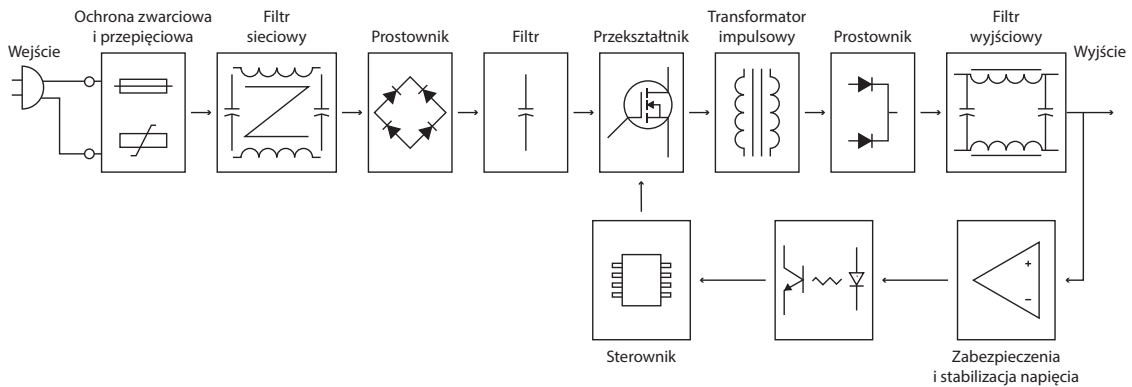 Wejście
Ochrona zwarciowa
i przepięciowa
Filtr
sieciowy
Prostownik
Filtr
Przekształtnik
Transformator
impulsowy
Prostownik
Filtr
wyjściowy
Wyjście
+
−
Sterownik
Zabezpieczenia
i stabilizacja napięcia